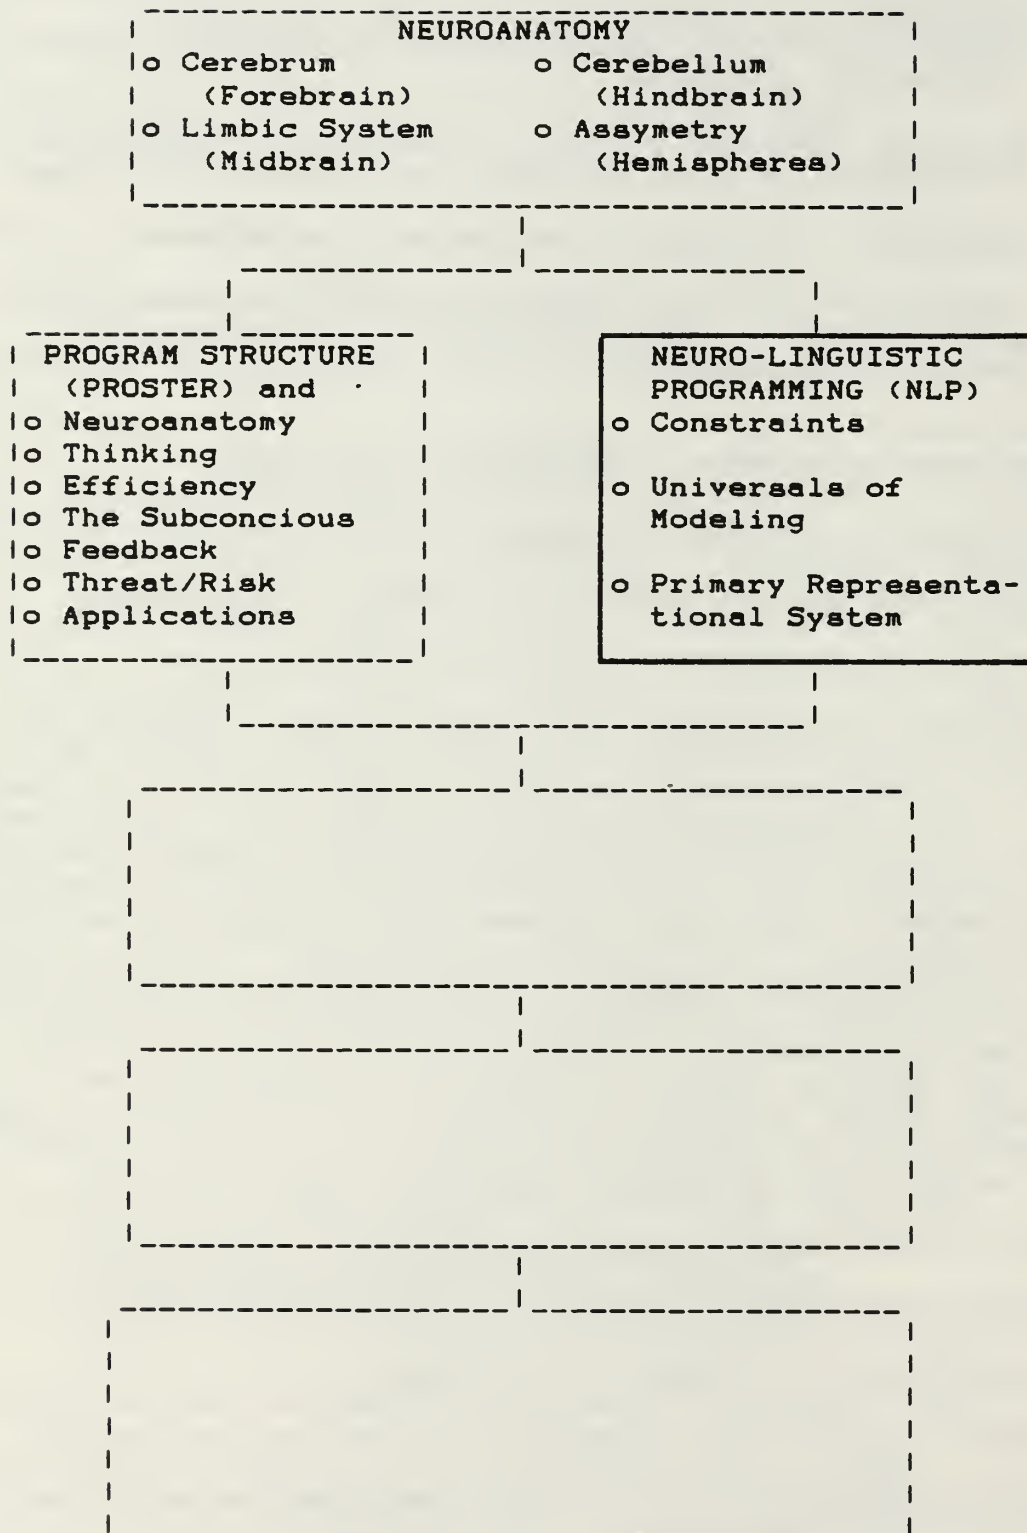 NEUROANATOMY
o Cerebrum o Cerebellum
(Forebrain) (Hindbrain)
o Limbic System o Assymetry
(Midbrain) (Hemispheres)
PROGRAM STRUCTURE
(PROSTER) and
o Neuroanatomy
o Thinking
o Efficiency
o The Subconcious
o Feedback
o Threat/Risk
o Applications
NEURO-LINGUISTIC
PROGRAMMING (NLP)
o Constraints
o Universals of
Modeling
o Primary Representa-
tional System